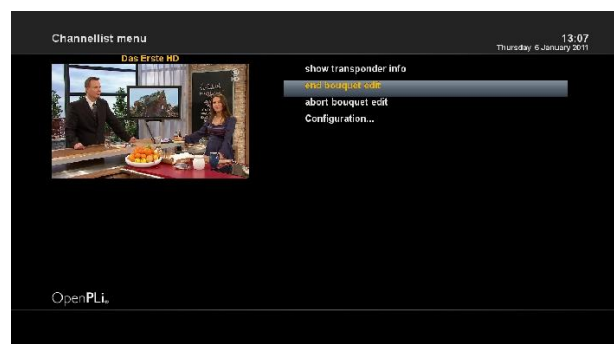 Channellist menu
13:07
Thursday 6 January 2011
Das Erste HD
show transponder info
end bouquet edit
abort bouquet edit
Configuration...
OpenPLi®